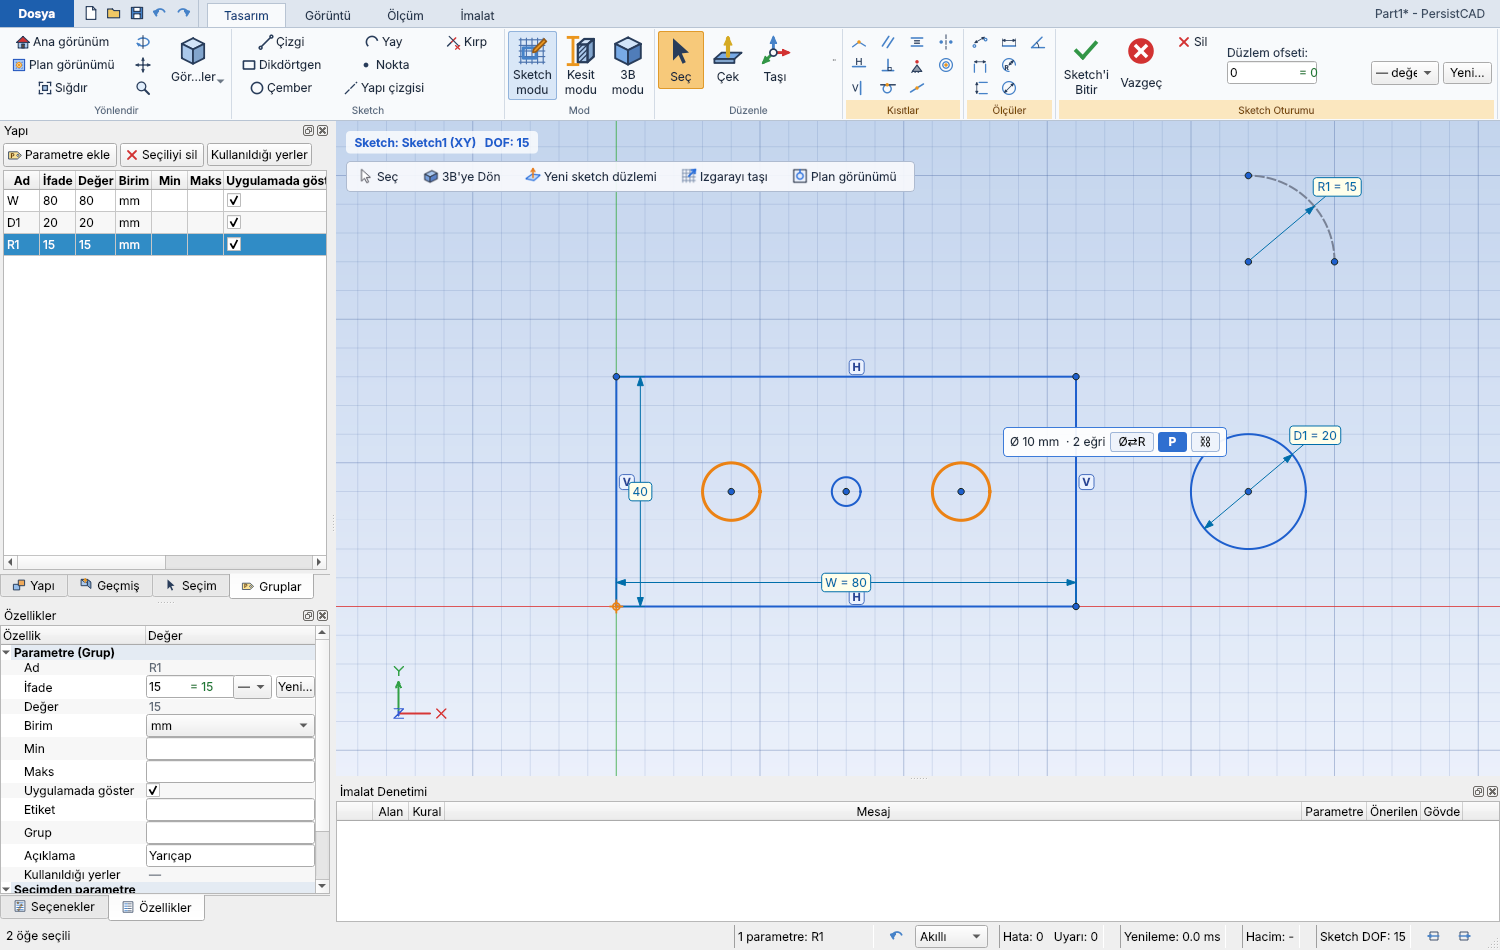 Dosya
Tasarım
Görüntü
Ölçüm
İmalat
Part1* - PersistCAD
Ana görünüm
Plan görünümü
Sığdır
Gör...ler
Yönlendir
Çizgi
Dikdörtgen
Çember
Yay
Nokta
Yapı çizgisi
Kırp
Sketch
Sketch modu
Kesit modu
3B modu
Mod
Seç
Çek
Taşı
Düzenle
Kısıtlar
Ölçüler
Sketch'i Bitir
Vazgeç
Sil
Düzlem ofseti:
0 = 0
— değe
Yeni...
Sketch Oturumu
Yapı
Parametre ekle
Seçiliyi sil
Kullanıldığı yerler
Ad İfade Değer Birim Min Maks Uygulamada göst
W 80 80 mm
D1 20 20 mm
R1 15 15 mm
Yapı
Geçmiş
Seçim
Gruplar
Özellikler
Özellik Değer
Parametre (Grup)
Ad R1
İfade 15 = 15 — Yeni...
Değer 15
Birim mm
Min
Maks
Uygulamada göster
Etiket
Grup
Açıklama Yarıçap
Kullanıldığı yerler —
Seçimden parametre
Seçenekler
Özellikler
Sketch: Sketch1 (XY) DOF: 15
Seç
3B'ye Dön
Yeni sketch düzlemi
Izgarayı taşı
Plan görünümü
R1 = 15
H
Ø 10 mm · 2 eğri Ø⇄R P
D1 = 20
V
40
V
W = 80
H
Y
Z
X
İmalat Denetimi
Alan Kural Mesaj Parametre Önerilen Gövde
2 öğe seçili
1 parametre: R1
Akıllı
Hata: 0 Uyarı: 0
Yenileme: 0.0 ms
Hacim: -
Sketch DOF: 15